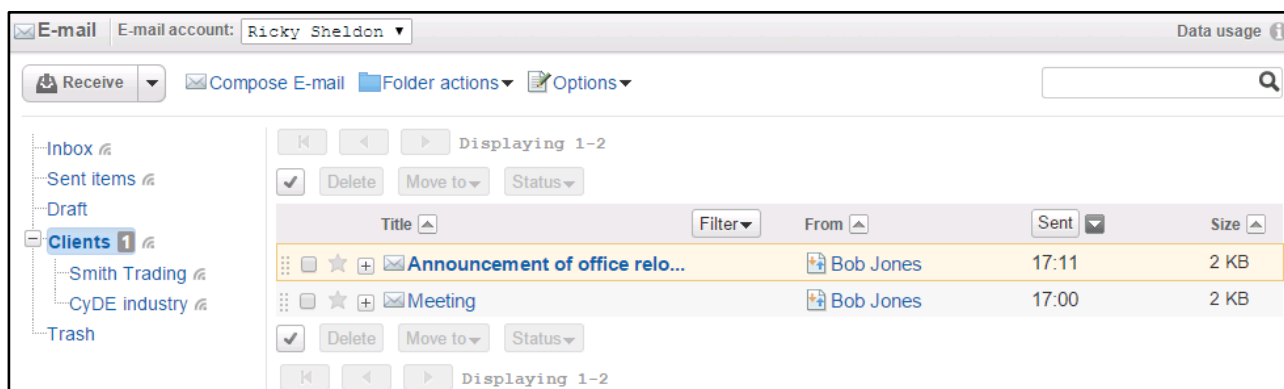 E-mail E-mail account: Ricky Sheldon Data usage
Receive Compose E-mail Folder actions Options
Inbox
Sent items
Draft
Clients 1
Smith Trading
CyDE industry
Trash
Displaying 1-2
Delete Move to Status
Title Filter From Sent Size
Announcement of office relo... Bob Jones 17:11 2 KB
Meeting Bob Jones 17:00 2 KB
Delete Move to Status
Displaying 1-2